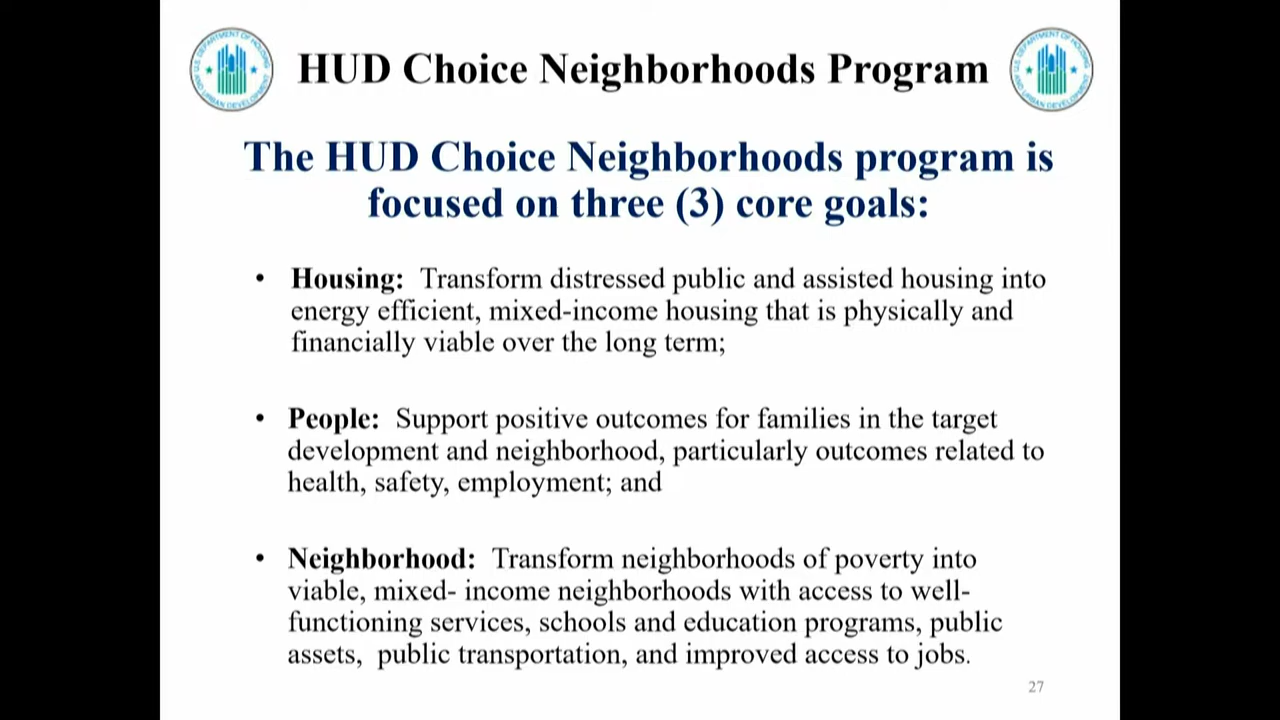 HUD Choice Neighborhoods Program
The HUD Choice Neighborhoods program is
focused on three (3) core goals:
• Housing: Transform distressed public and assisted housing into
energy efficient, mixed-income housing that is physically and
financially viable over the long term;
• People: Support positive outcomes for families in the target
development and neighborhood, particularly outcomes related to
health, safety, employment; and
• Neighborhood: Transform neighborhoods of poverty into
viable, mixed- income neighborhoods with access to well-
functioning services, schools and education programs, public
assets, public transportation, and improved access to jobs.
27